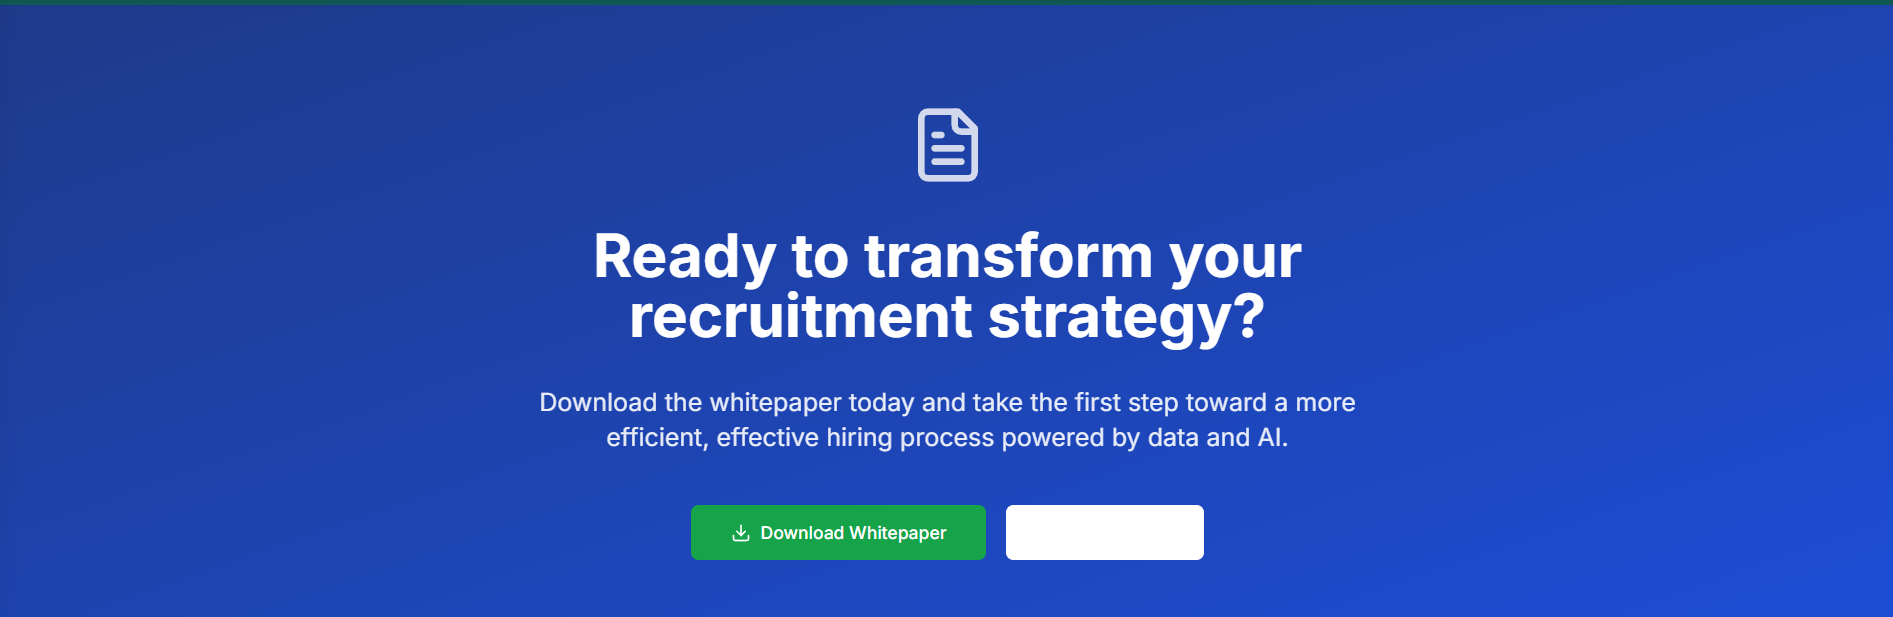 Ready to transform your
recruitment strategy?
Download the whitepaper today and take the first step toward a more
efficient, effective hiring process powered by data and AI.
Download Whitepaper